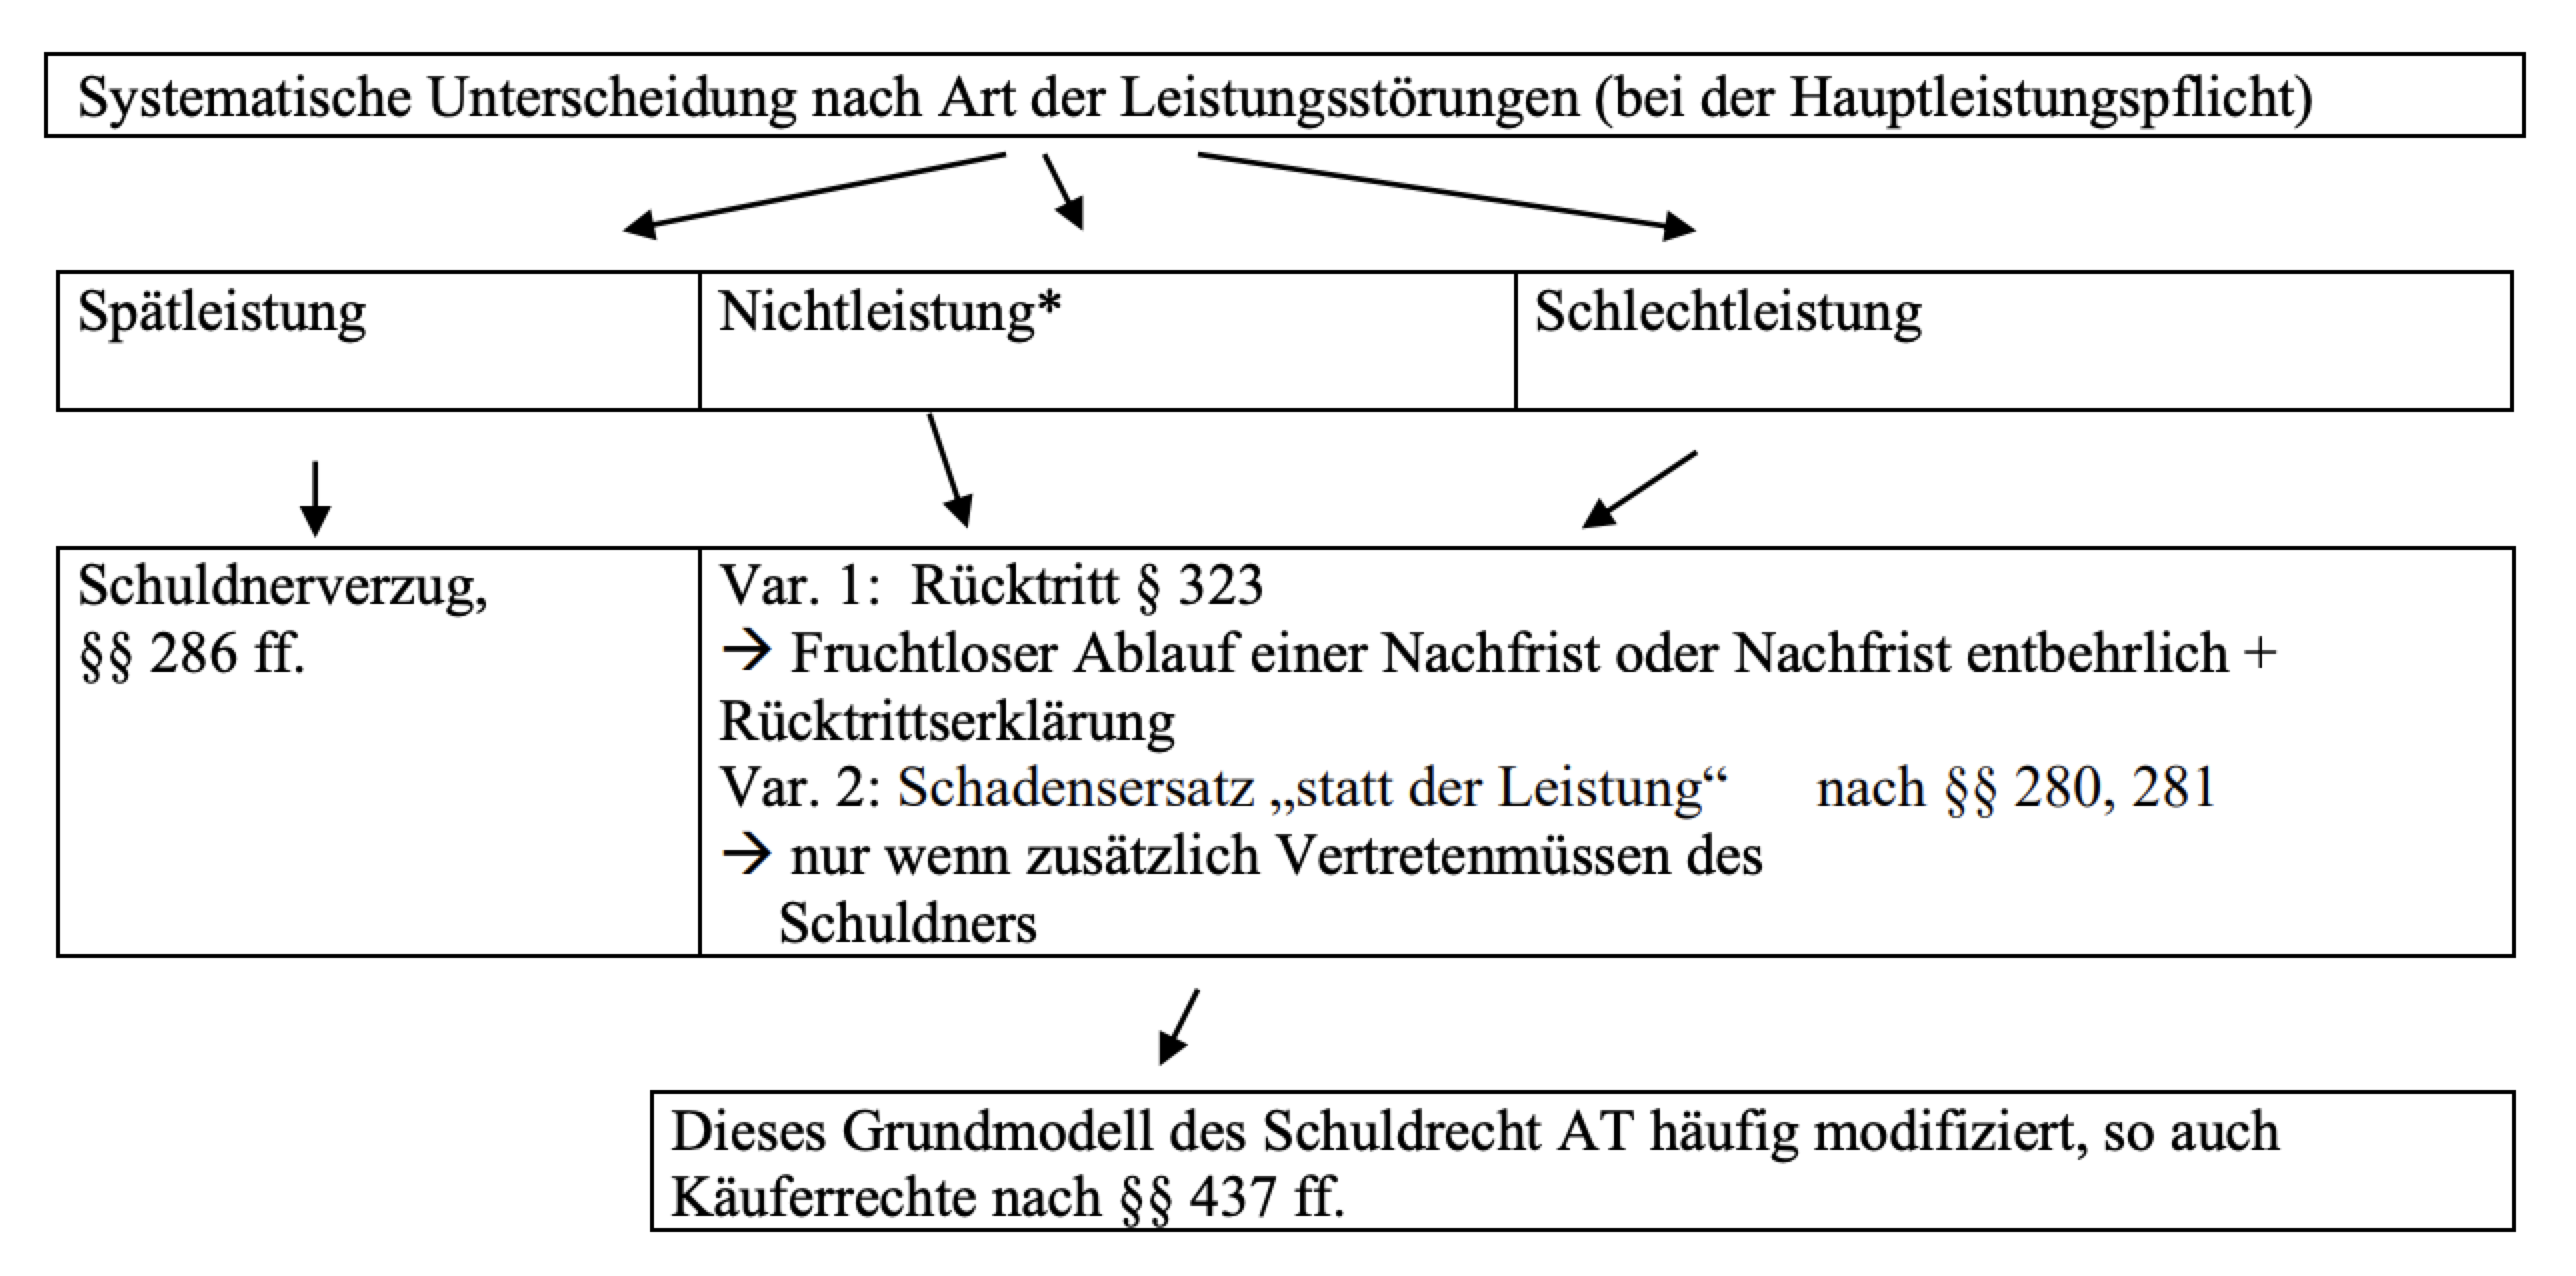 Systematische Unterscheidung nach Art der Leistungsstörungen (bei der Hauptleistungspflicht)
Spätleistung
Nichtleistung*
Schlechtleistung
Schuldnerverzug,
§§ 286 ff.
Var. 1: Rücktritt § 323
→ Fruchtloser Ablauf einer Nachfrist oder Nachfrist entbehrlich +
Rücktrittserklärung
Var. 2: Schadensersatz „statt der Leistung“ nach §§ 280, 281
→ nur wenn zusätzlich Vertretenmüssen des
Schuldners
Dieses Grundmodell des Schuldrecht AT häufig modifiziert, so auch
Käuferrechte nach §§ 437 ff.